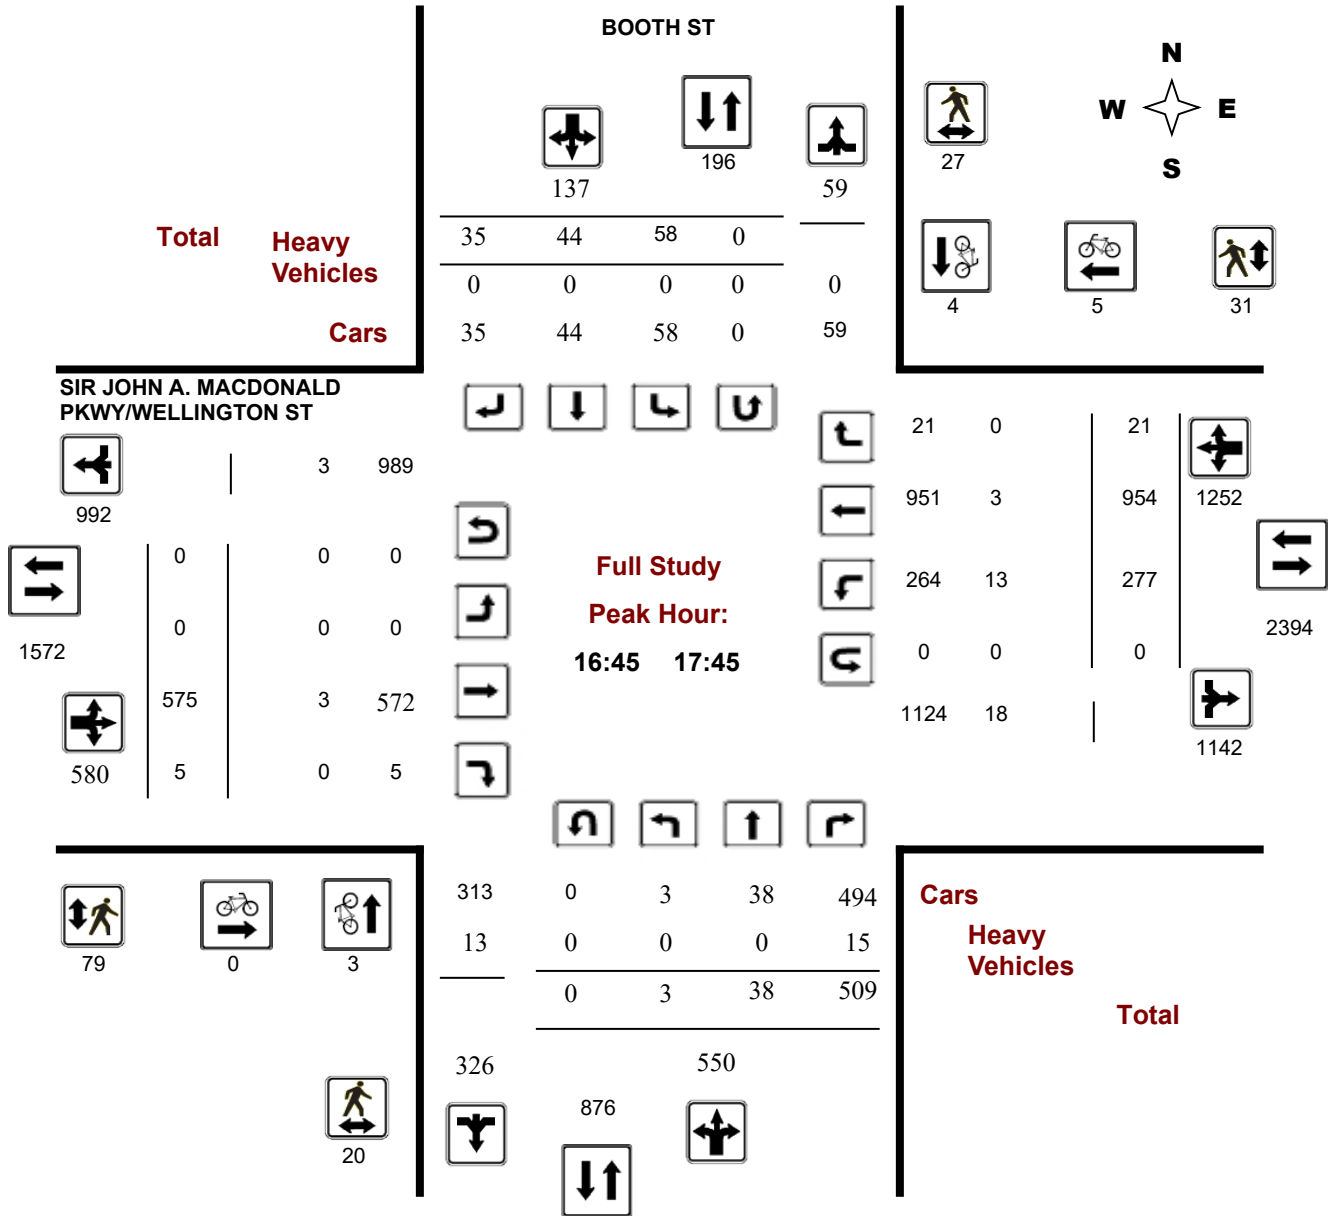 BOOTH ST
N
W E
S
196
27
137 59
Total Heavy
Vehicles
35 44 58 0
0 0 0 0 0
Cars 35 44 58 0 59
4 5 31
SIR JOHN A. MACDONALD
PKWY/WELLINGTON ST
3 989
992
21 0 21
951 3 954 1252
0 0 0
Full Study
264 13 277
0 0 0
Peak Hour:
1572
2394
16:45 17:45
0 0 0
575 3 572
1124 18
1142
580 5 0 5
313 0 3 38 494
Cars
13 0 0 0 15
Heavy
Vehicles
79 0 3
0 3 38 509
Total
326 550
876
20